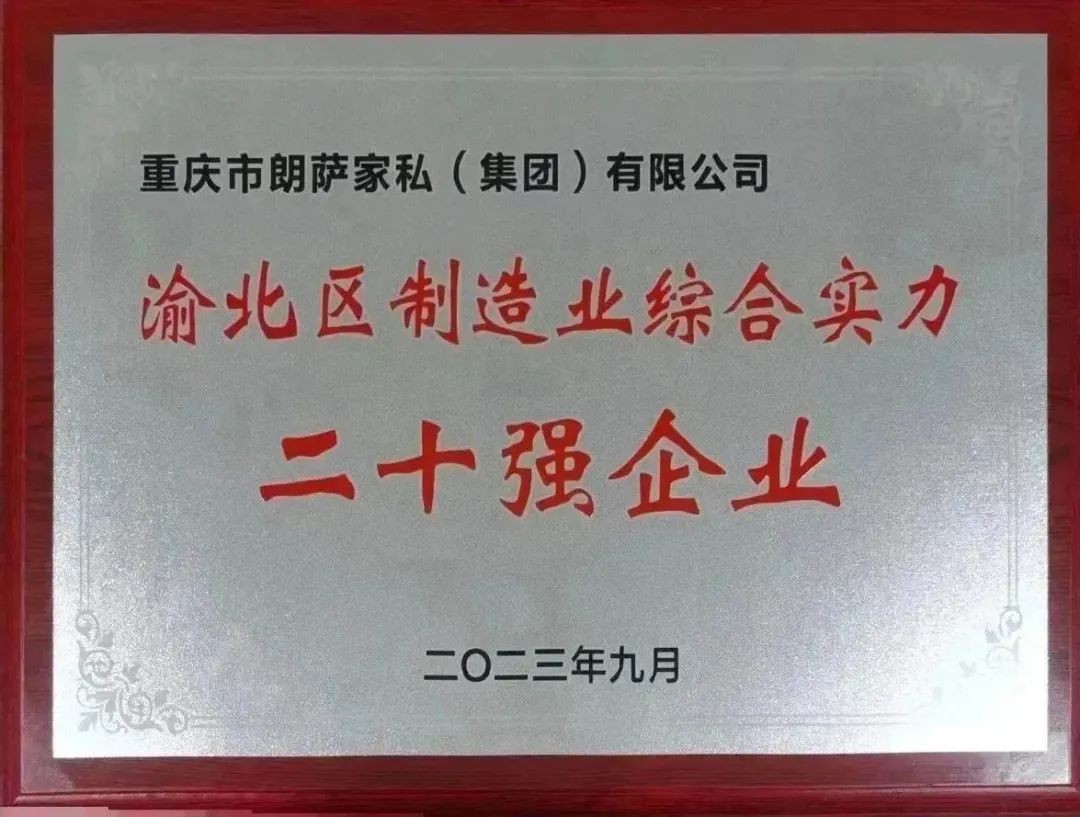 重庆市朗萨家私（集团）有限公司
渝北区制造业综合实力
二十强企业
二〇二三年九月